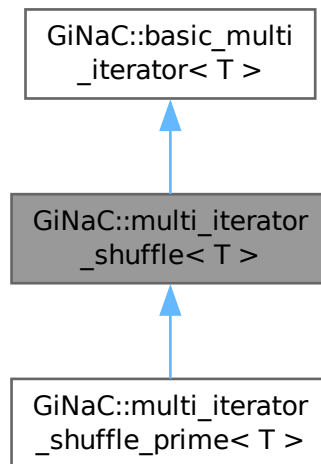 GiNaC::basic_multi
_iterator< T >
GiNaC::multi_iterator
_shuffle< T >
GiNaC::multi_iterator
_shuffle_prime< T >